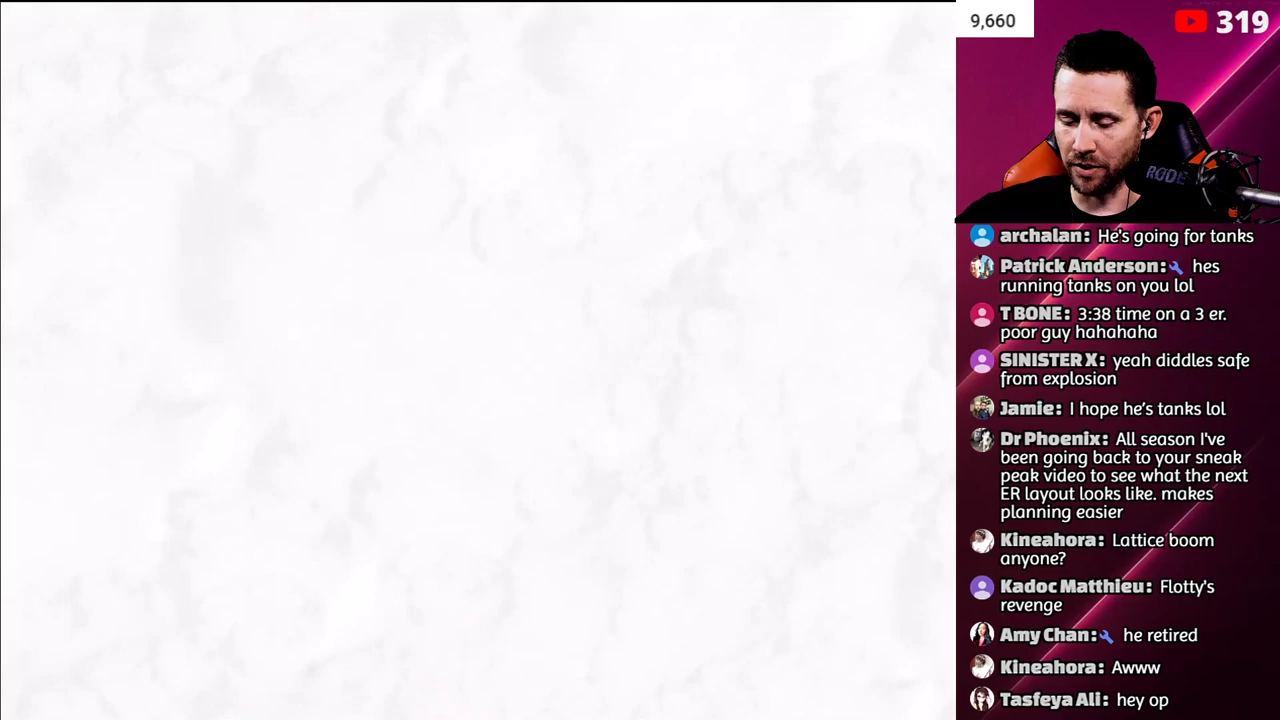 9,660
319
RØDE
archalan: He's going for tanks
Patrick Anderson: hes
running tanks on you lol
T BONE: 3:38 time on a 3 er.
poor guy hahahaha
SINISTER X: yeah diddles safe
from explosion
Jamie: I hope he's tanks lol
Dr Phoenix: All season I've
been going back to your sneak
peak video to see what the next
ER layout looks like. makes
planning easier
Kineahora: Lattice boom
anyone?
Kadoc Matthieu: Flotty's
revenge
Amy Chan: he retired
Kineahora: Awww
Tasfeya Ali: hey op